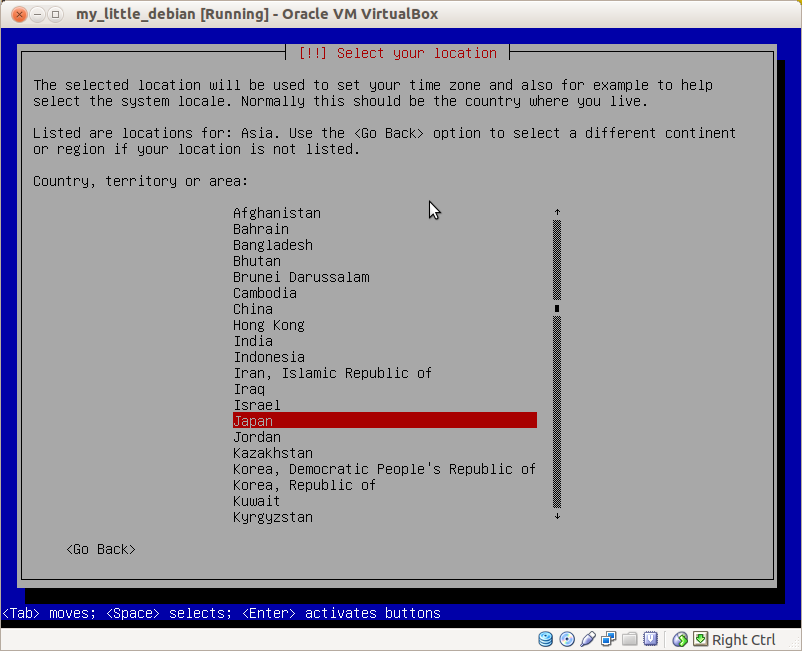 my_little_debian [Running] - Oracle VM VirtualBox
[!!] Select your location
The selected location will be used to set your time zone and also for example to help
select the system locale. Normally this should be the country where you live.
Listed are locations for: Asia. Use the <Go Back> option to select a different continent
or region if your location is not listed.
Country, territory or area:
Afghanistan
Bahrain
Bangladesh
Bhutan
Brunei Darussalam
Cambodia
China
Hong Kong
India
Indonesia
Iran, Islamic Republic of
Iraq
Israel
Japan
Jordan
Kazakhstan
Korea, Democratic People's Republic of
Korea, Republic of
Kuwait
Kyrgyzstan
<Go Back>
<Tab> moves; <Space> selects; <Enter> activates buttons
Right Ctrl